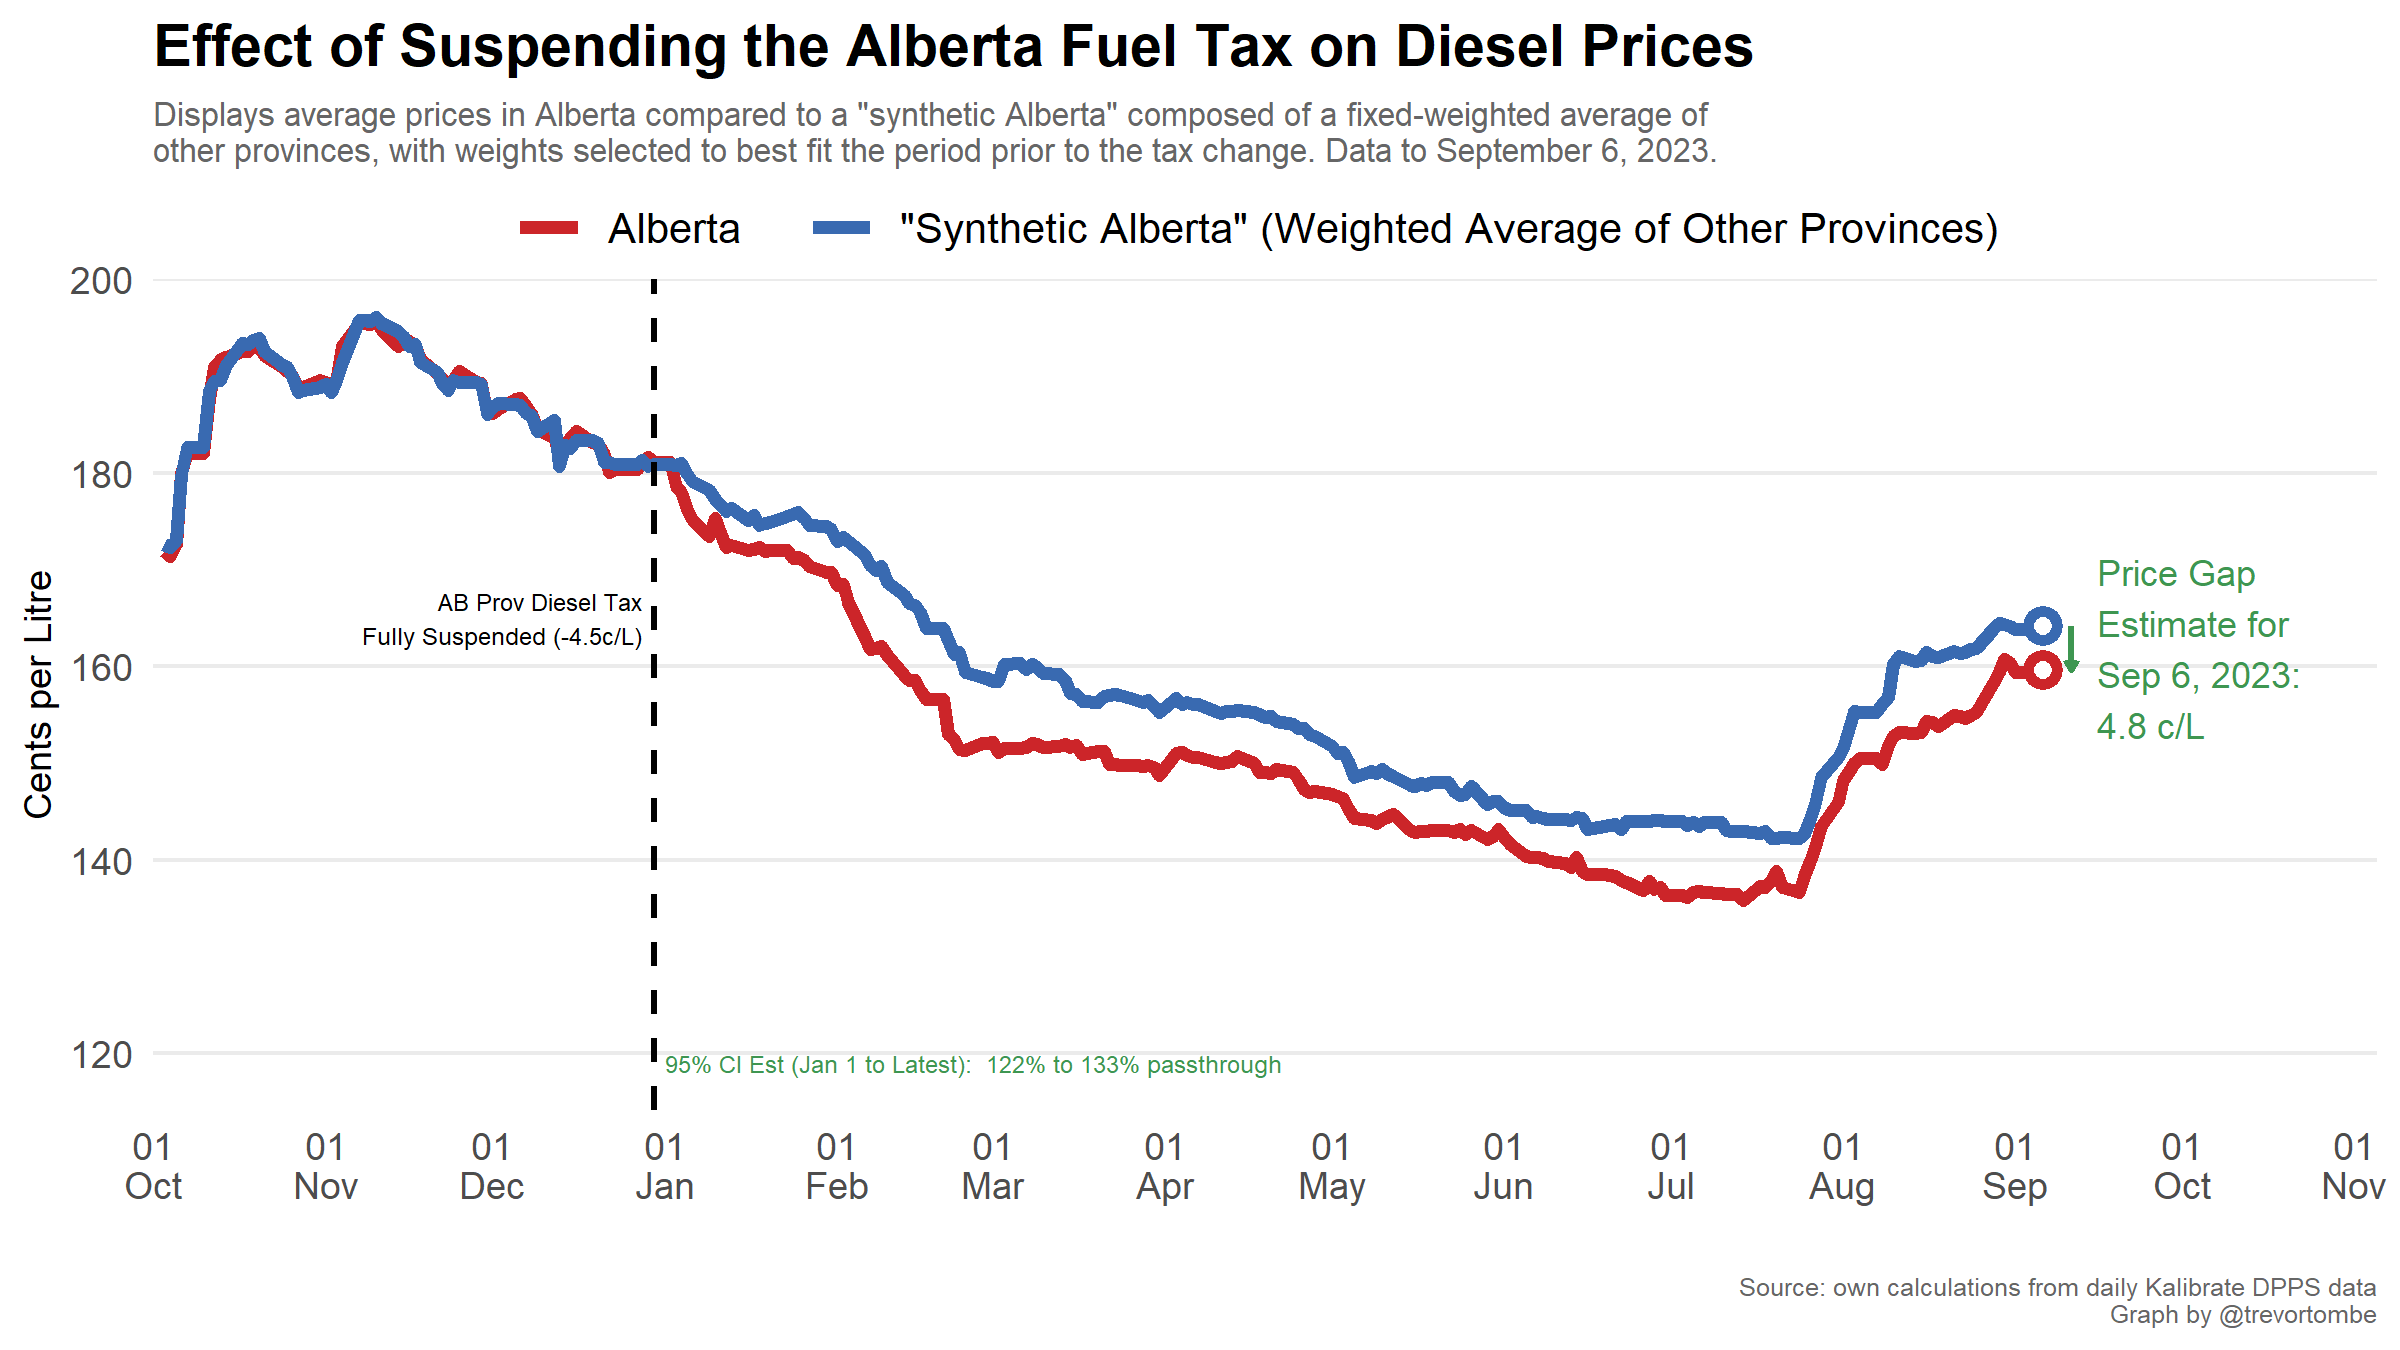 Effect of Suspending the Alberta Fuel Tax on Diesel Prices
Displays average prices in Alberta compared to a "synthetic Alberta" composed of a fixed-weighted average of
other provinces, with weights selected to best fit the period prior to the tax change. Data to September 6, 2023.
Alberta
"Synthetic Alberta" (Weighted Average of Other Provinces)
Cents per Litre
200
180
160
140
120
AB Prov Diesel Tax
Fully Suspended (-4.5c/L)
Price Gap
Estimate for
Sep 6, 2023:
4.8 c/L
95% CI Est (Jan 1 to Latest):  122% to 133% passthrough
01 01 01 01 01 01 01 01 01 01 01 01 01 01
Oct Nov Dec Jan Feb Mar Apr May Jun Jul Aug Sep Oct Nov
Source: own calculations from daily Kalibrate DPPS data
Graph by @trevortombe